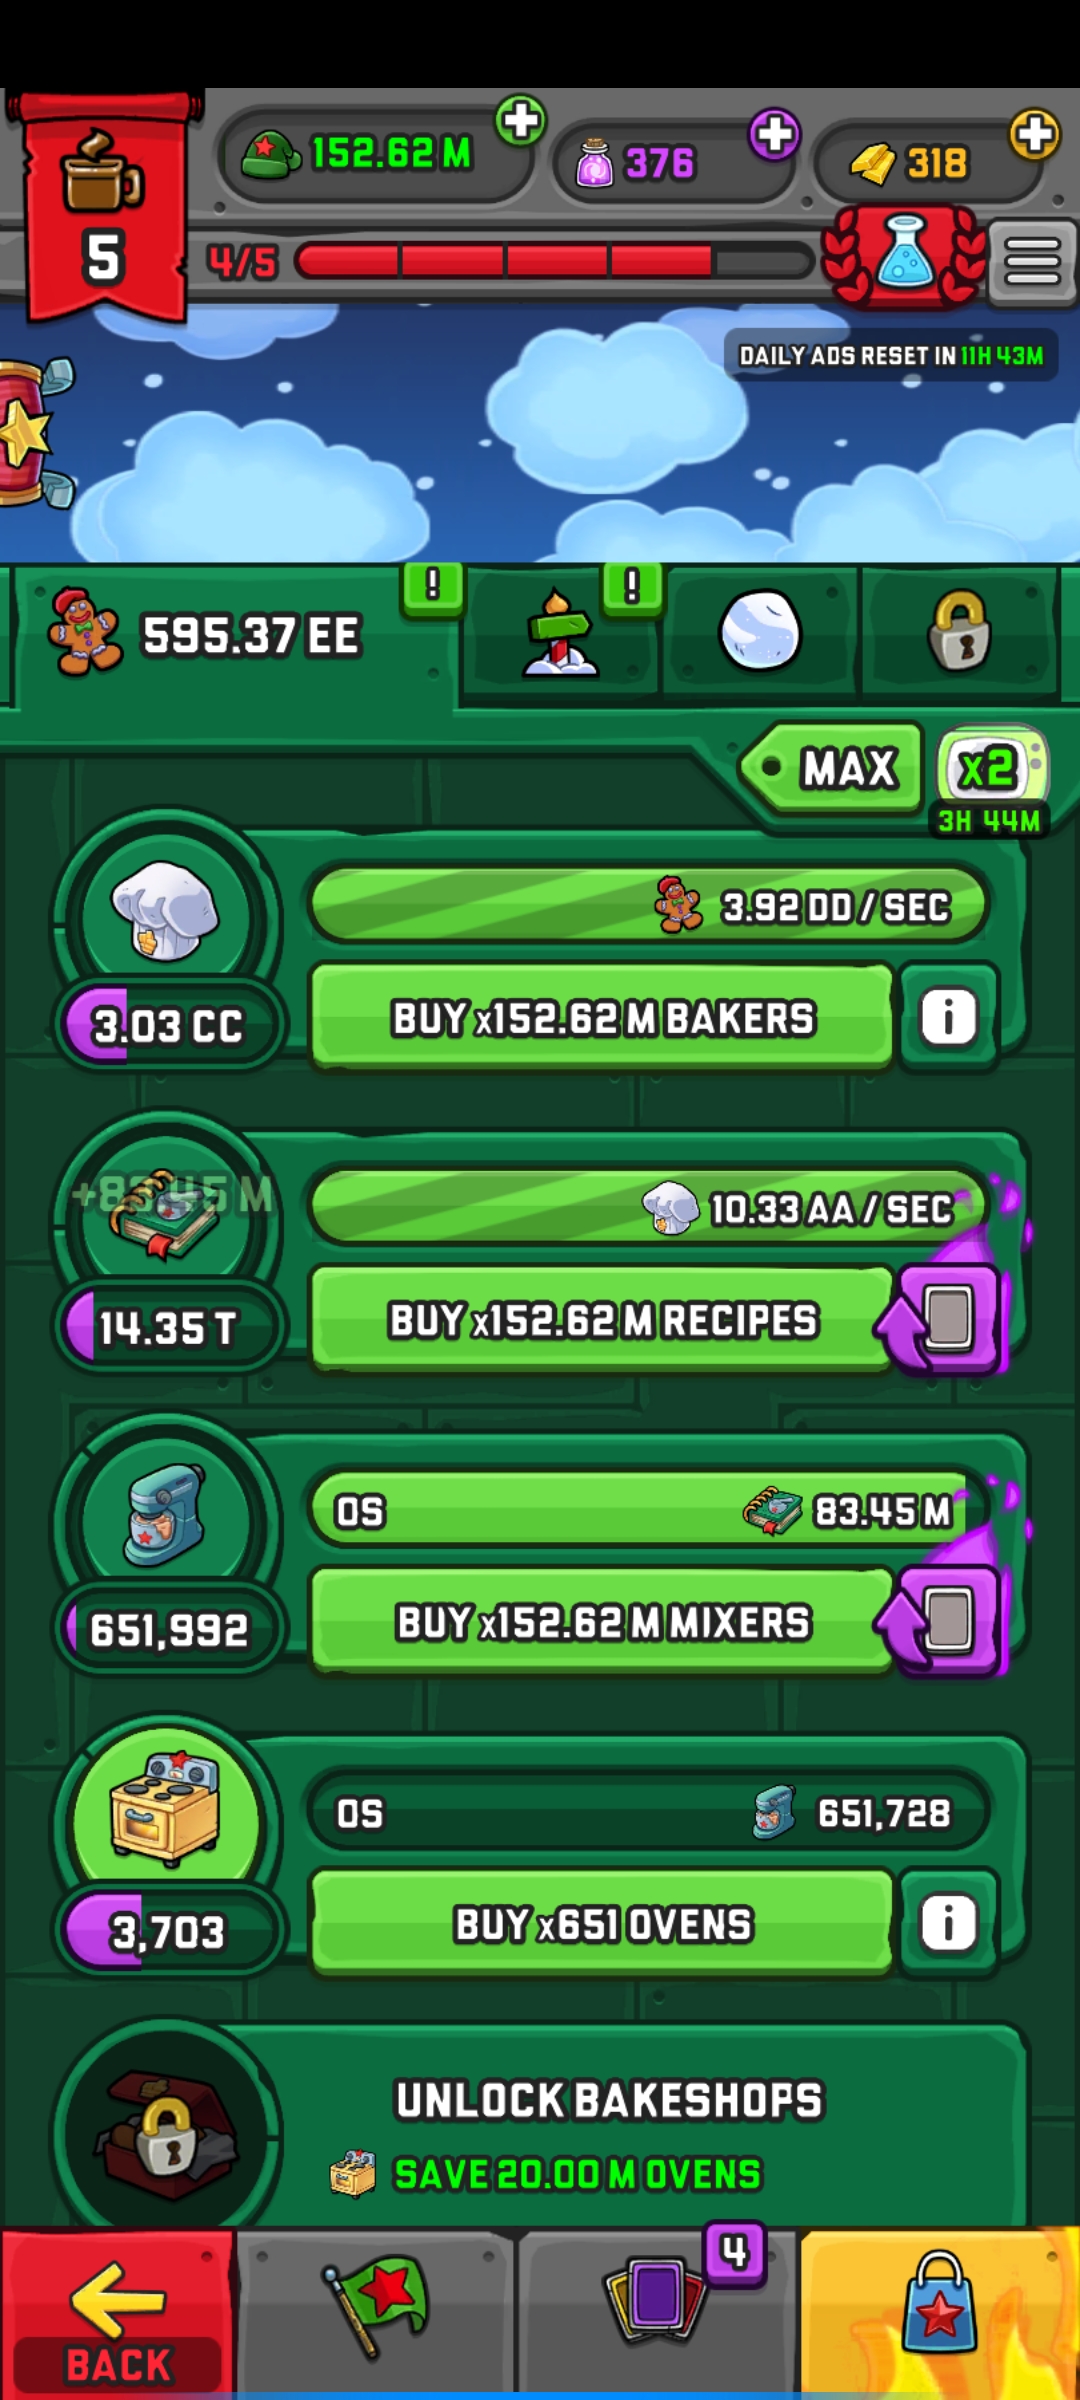 152.62 M
376
318
5
4/5
DAILY ADS RESET IN 11H 43M
595.37 EE
!
!
MAX
x2
3H 44M
3.92 DD / SEC
3.03 CC
BUY x152.62 M BAKERS
i
+83.45 M
10.33 AA / SEC
14.35 T
BUY x152.62 M RECIPES
0S
83.45 M
651,992
BUY x152.62 M MIXERS
0S
651,728
3,703
BUY x651 OVENS
i
UNLOCK BAKESHOPS
SAVE 20.00 M OVENS
4
BACK